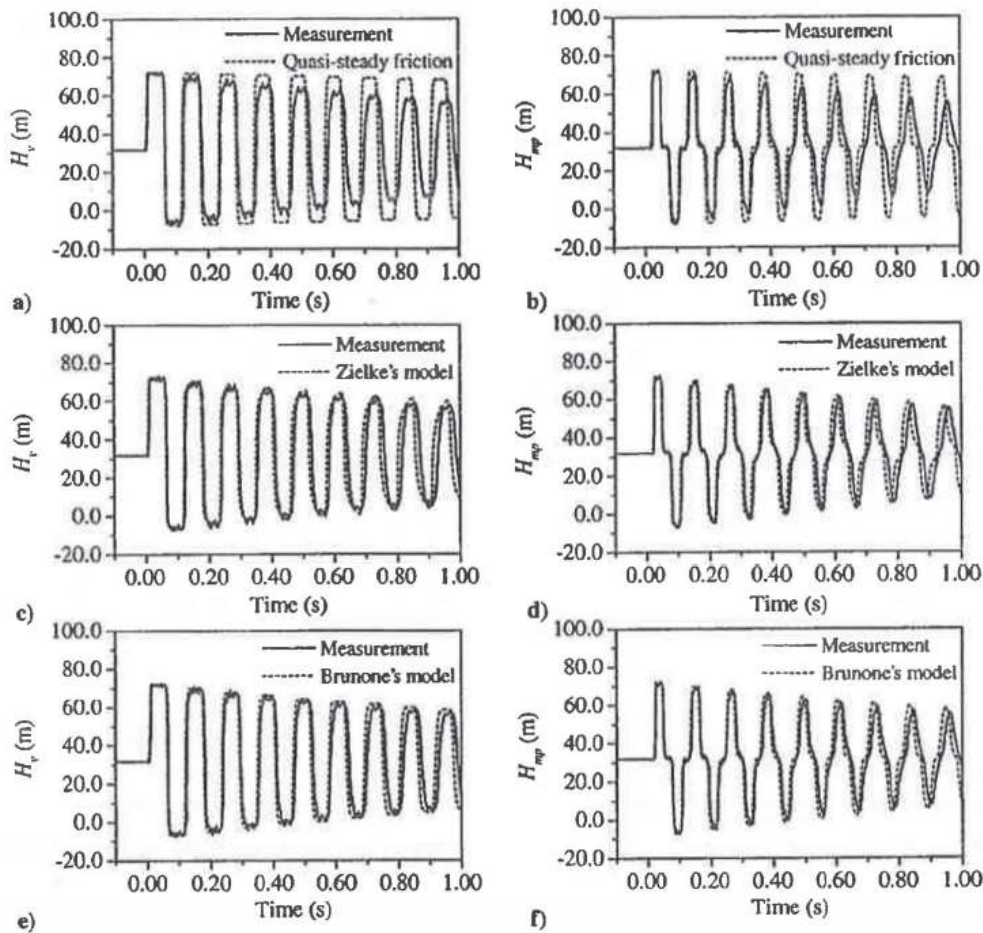 100.0
80.0
60.0
40.0
20.0
0.0
-20.0
H_v (m)
Measurement
Quasi-steady friction
0.00 0.20 0.40 0.60 0.80 1.00
Time (s)
a)
100.0
80.0
60.0
40.0
20.0
0.0
-20.0
H_mp (m)
Measurement
Quasi-steady friction
0.00 0.20 0.40 0.60 0.80 1.00
Time (s)
b)
100.0
80.0
60.0
40.0
20.0
0.0
-20.0
H_v (m)
Measurement
Zielke's model
0.00 0.20 0.40 0.60 0.80 1.00
Time (s)
c)
100.0
80.0
60.0
40.0
20.0
0.0
-20.0
H_mp (m)
Measurement
Zielke's model
0.00 0.20 0.40 0.60 0.80 1.00
Time (s)
d)
100.0
80.0
60.0
40.0
20.0
0.0
-20.0
H_v (m)
Measurement
Brunone's model
0.00 0.20 0.40 0.60 0.80 1.00
Time (s)
e)
100.0
80.0
60.0
40.0
20.0
0.0
-20.0
H_mp (m)
Measurement
Brunone's model
0.00 0.20 0.40 0.60 0.80 1.00
Time (s)
f)